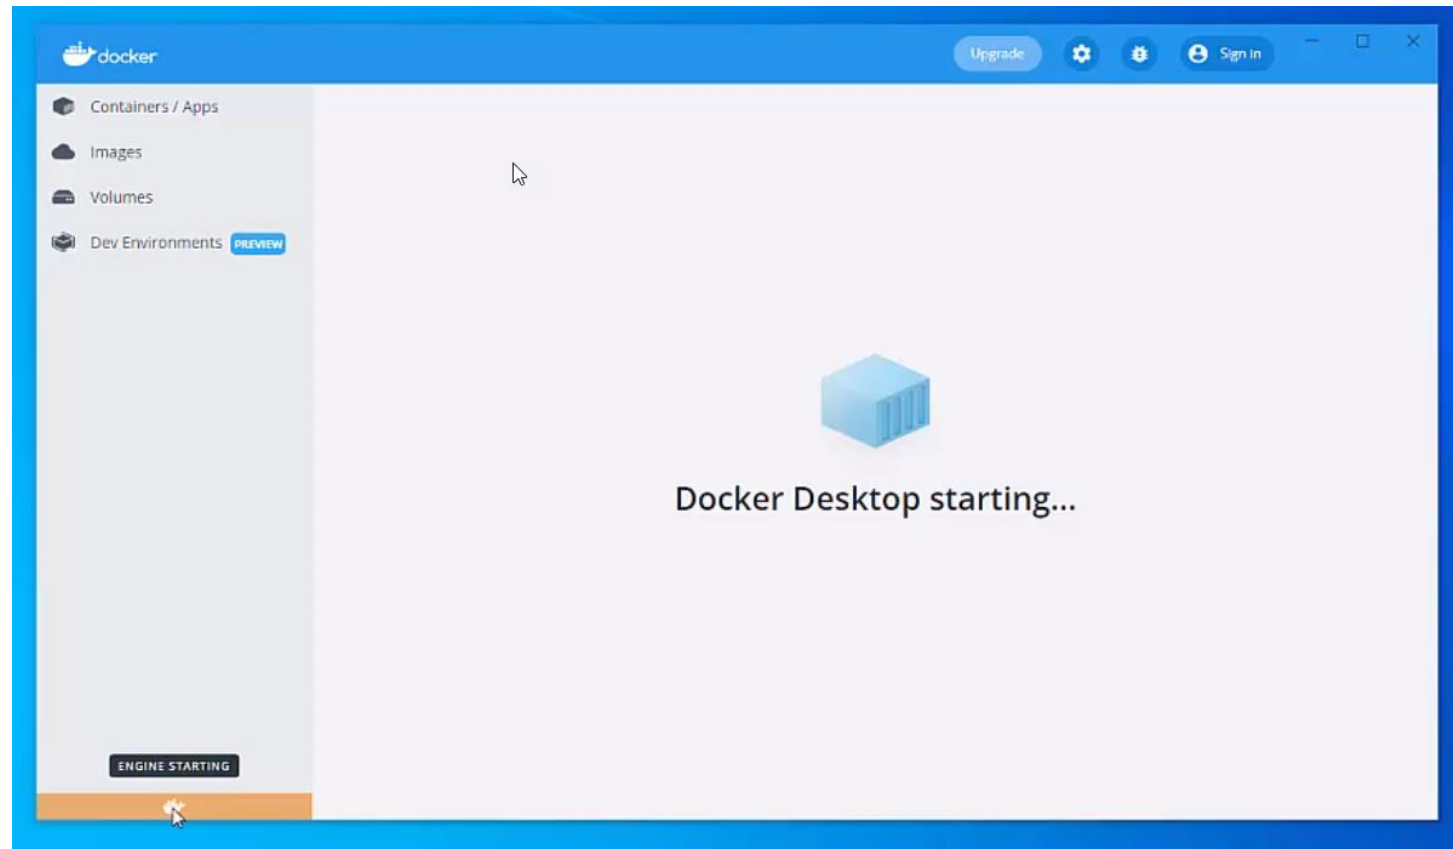 docker
Upgrade
Sign in
Containers / Apps
Images
Volumes
Dev Environments PREVIEW
Docker Desktop starting...
ENGINE STARTING